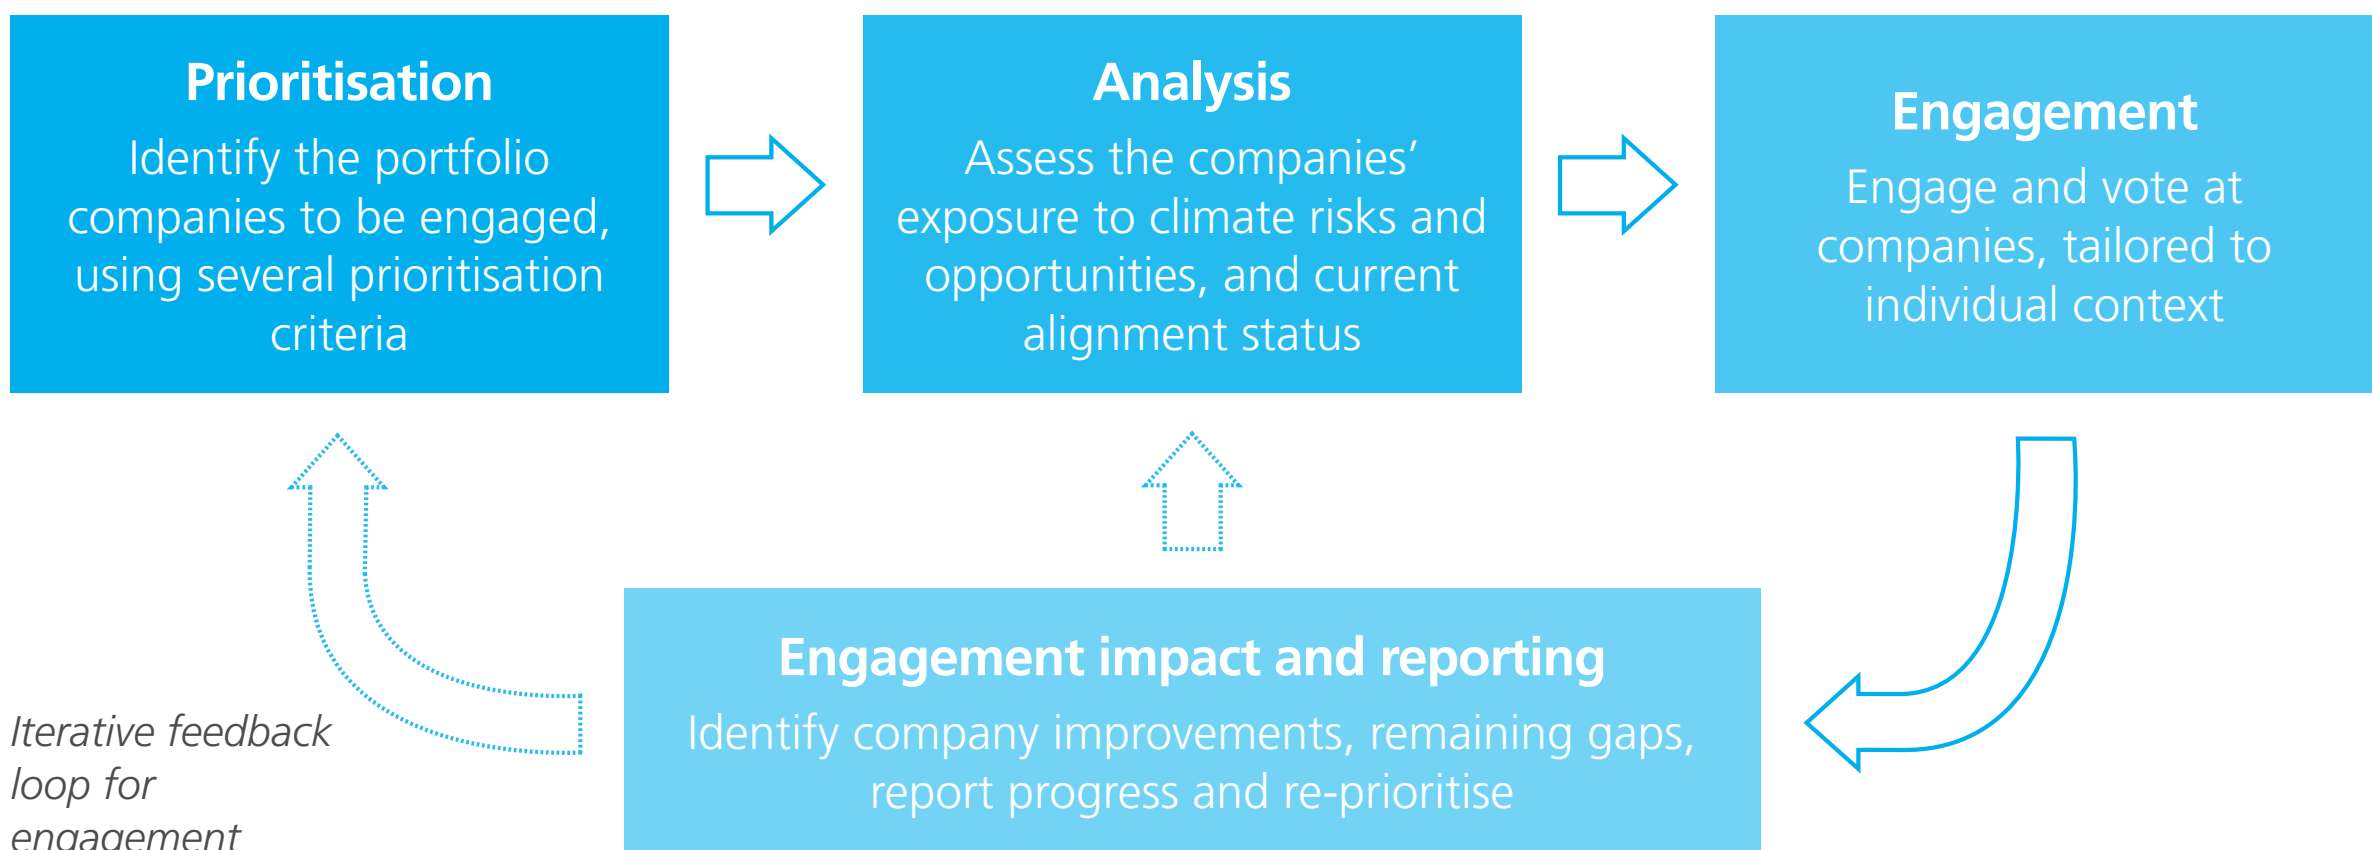 Prioritisation
Identify the portfolio
companies to be engaged,
using several prioritisation
criteria
Analysis
Assess the companies’
exposure to climate risks and
opportunities, and current
alignment status
Engagement
Engage and vote at
companies, tailored to
individual context
Engagement impact and reporting
Identify company improvements, remaining gaps,
report progress and re-prioritise
Iterative feedback
loop for
engagement